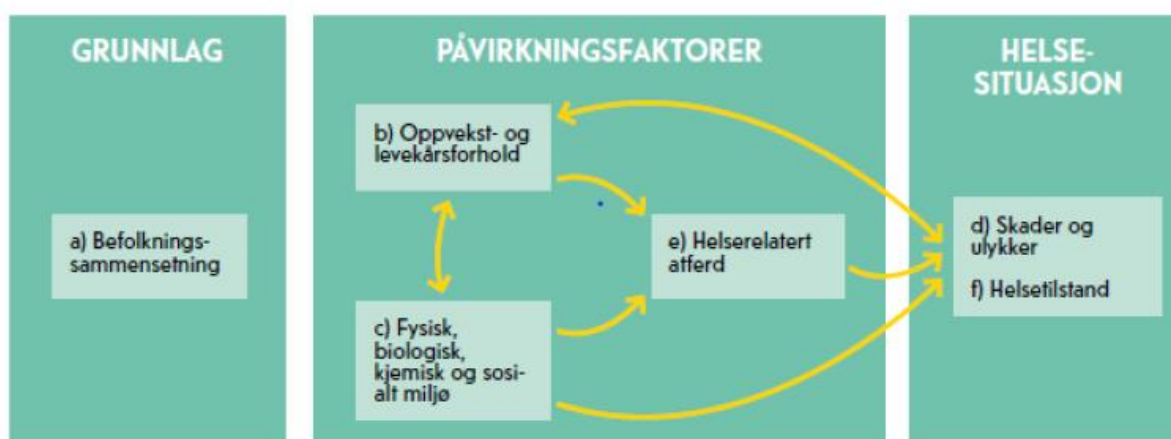 GRUNNLAG
a) Befolknings-
sammensetning
PÅVIRKNINGSFAKTORER
b) Oppvekst- og
levekårsforhold
e) Helserelatert
atferd
c) Fysisk,
biologisk,
kjemisk og sosi-
alt miljø
HELSE-
SITUASJON
d) Skader og
ulykker
f) Helsetilstand